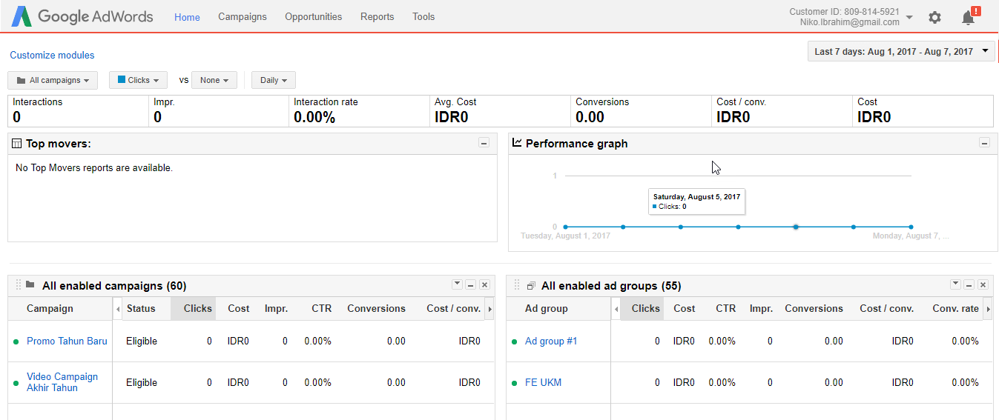 Google AdWords Home Campaigns Opportunities Reports Tools
Customer ID: 809-814-5921
Niko.Ibrahim@gmail.com
!
Customize modules
Last 7 days: Aug 1, 2017 - Aug 7, 2017
All campaigns Clicks vs None Daily
Interactions Impr. Interaction rate Avg. Cost Conversions Cost / conv. Cost
0 0 0.00% IDR0 0.00 IDR0 IDR0
Top movers:
No Top Movers reports are available.
Performance graph
1
Saturday, August 5, 2017
Clicks: 0
0
Tuesday, August 1, 2017 Monday, August 7, ...
All enabled campaigns (60)
Campaign Status Clicks Cost Impr. CTR Conversions Cost / conv.
Promo Tahun Baru Eligible 0 IDR0 0 0.00% 0.00 IDR0
Video Campaign
Akhir Tahun Eligible 0 IDR0 0 0.00% 0.00 IDR0
All enabled ad groups (55)
Ad group Clicks Cost CTR Impr. Conversions Cost / conv. Conv. rate
Ad group #1 0 IDR0 0.00% 0 0.00 IDR0 0.00%
FE UKM 0 IDR0 0.00% 0 0.00 IDR0 0.00%